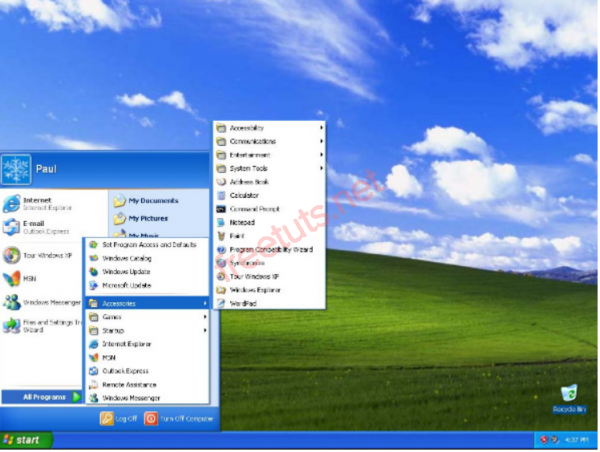 Paul
Internet
Internet Explorer
E-mail
Outlook Express
Tour Windows XP
MSN
Windows Messenger
Files and Settings Tr
Wizard
All Programs
My Documents
My Pictures
My Music
Set Program Access and Defaults
Windows Catalog
Windows Update
Microsoft Update
Accessories
Games
Startup
Internet Explorer
MSN
Outlook Express
Remote Assistance
Windows Messenger
Accessibility
Communications
Entertainment
System Tools
Address Book
Calculator
Command Prompt
Notepad
Paint
Program Compatibility Wizard
Synchronize
Tour Windows XP
Windows Explorer
WordPad
freetuts.net
Log Off
Turn Off Computer
Recycle Bin
start
4:37 PM